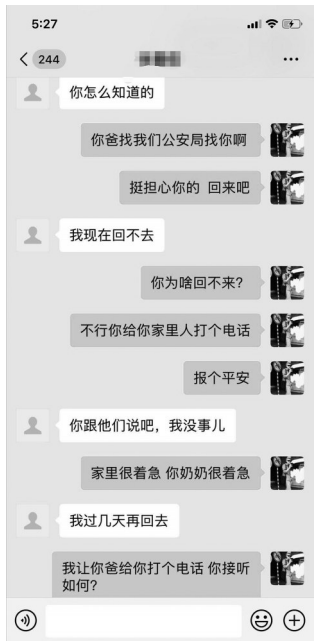 5:27
244
你怎么知道的
你爸找我们公安局找你啊
挺担心你的 回来吧
我现在回不去
你为啥回不来?
不行你给你家里人打个电话
报个平安
你跟他们说吧，我没事儿
家里很着急 你奶奶很着急
我过几天再回去
我让你爸给你打个电话 你接听
如何?